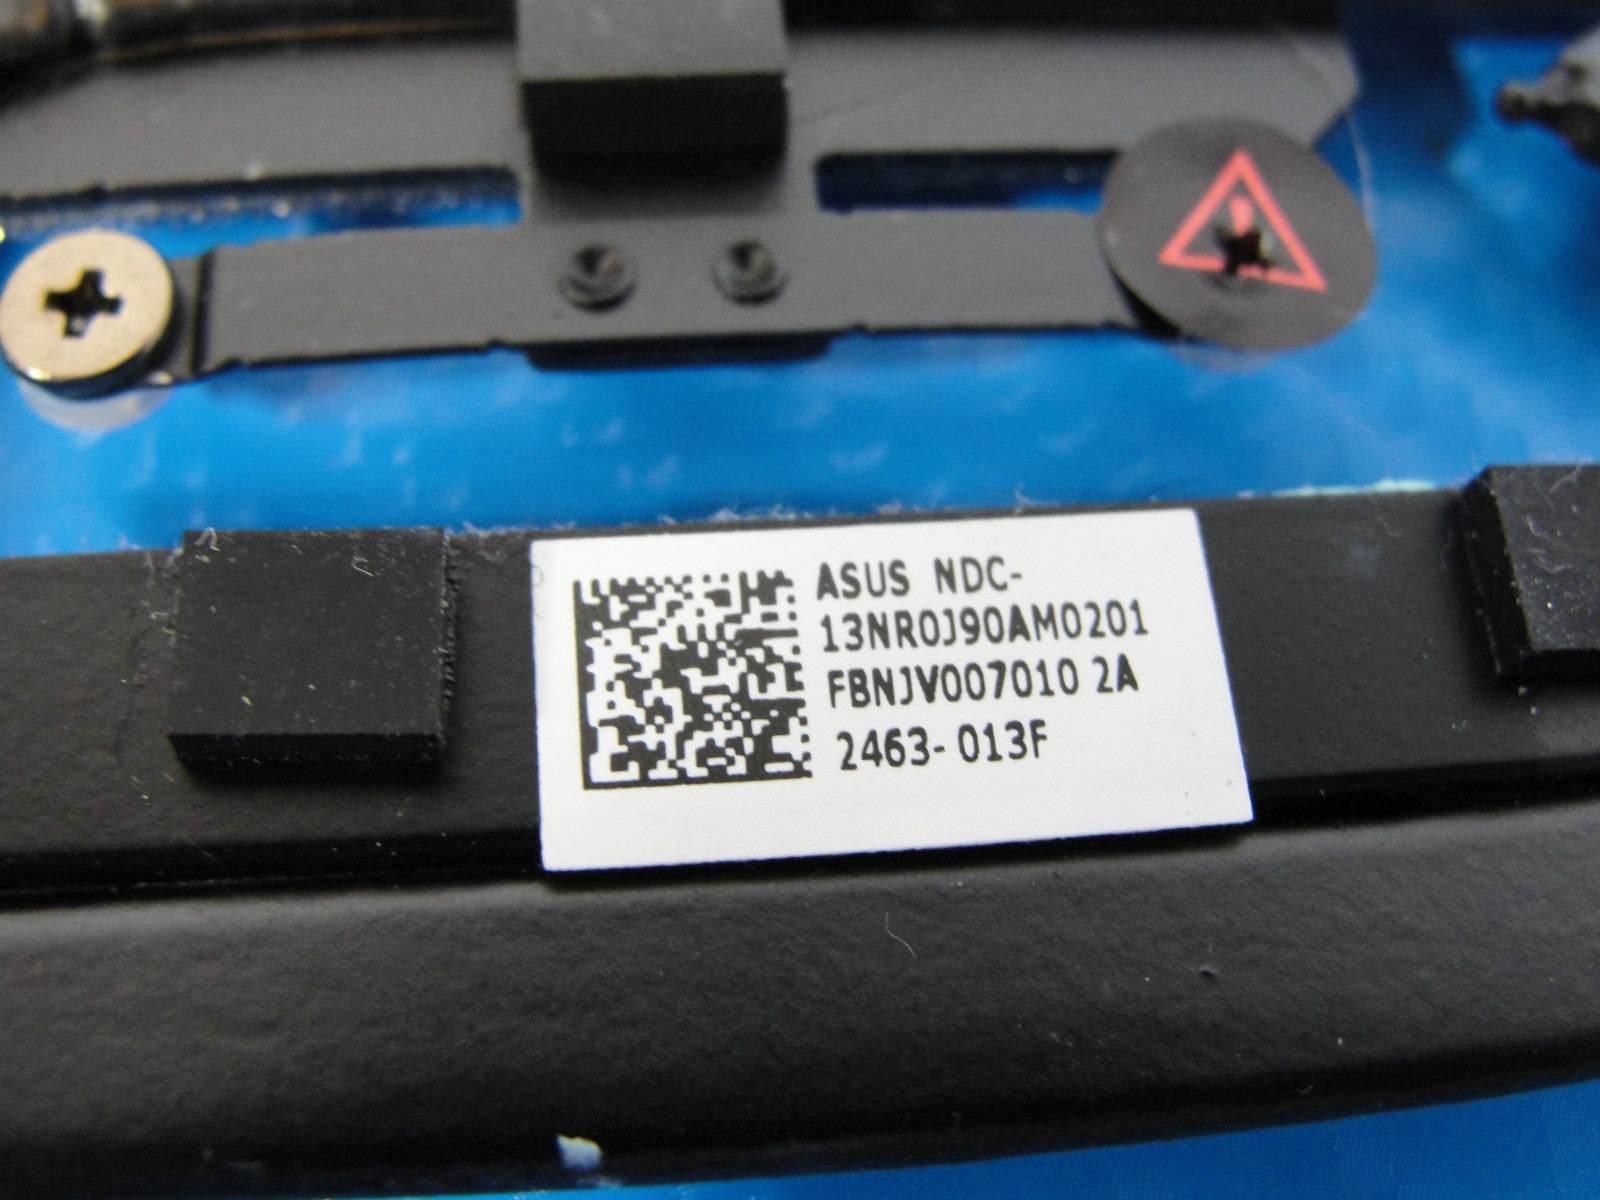 ASUS NDC-
13NR0J90AM0201
FBNJV007010 2A
2463-013F